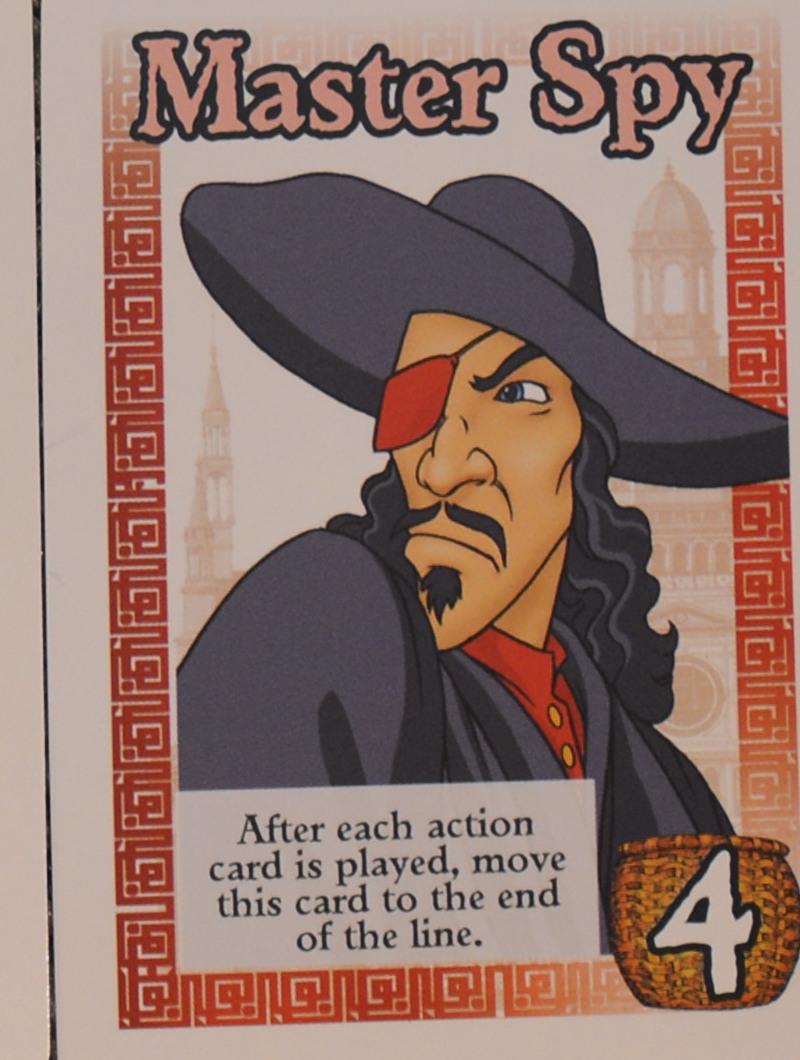 Master Spy
After each action
card is played, move
this card to the end
of the line.
4